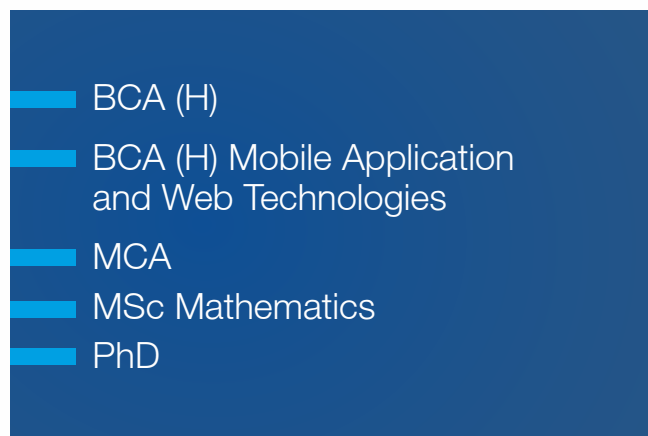 BCA (H)
BCA (H) Mobile Application
and Web Technologies
MCA
MSc Mathematics
PhD